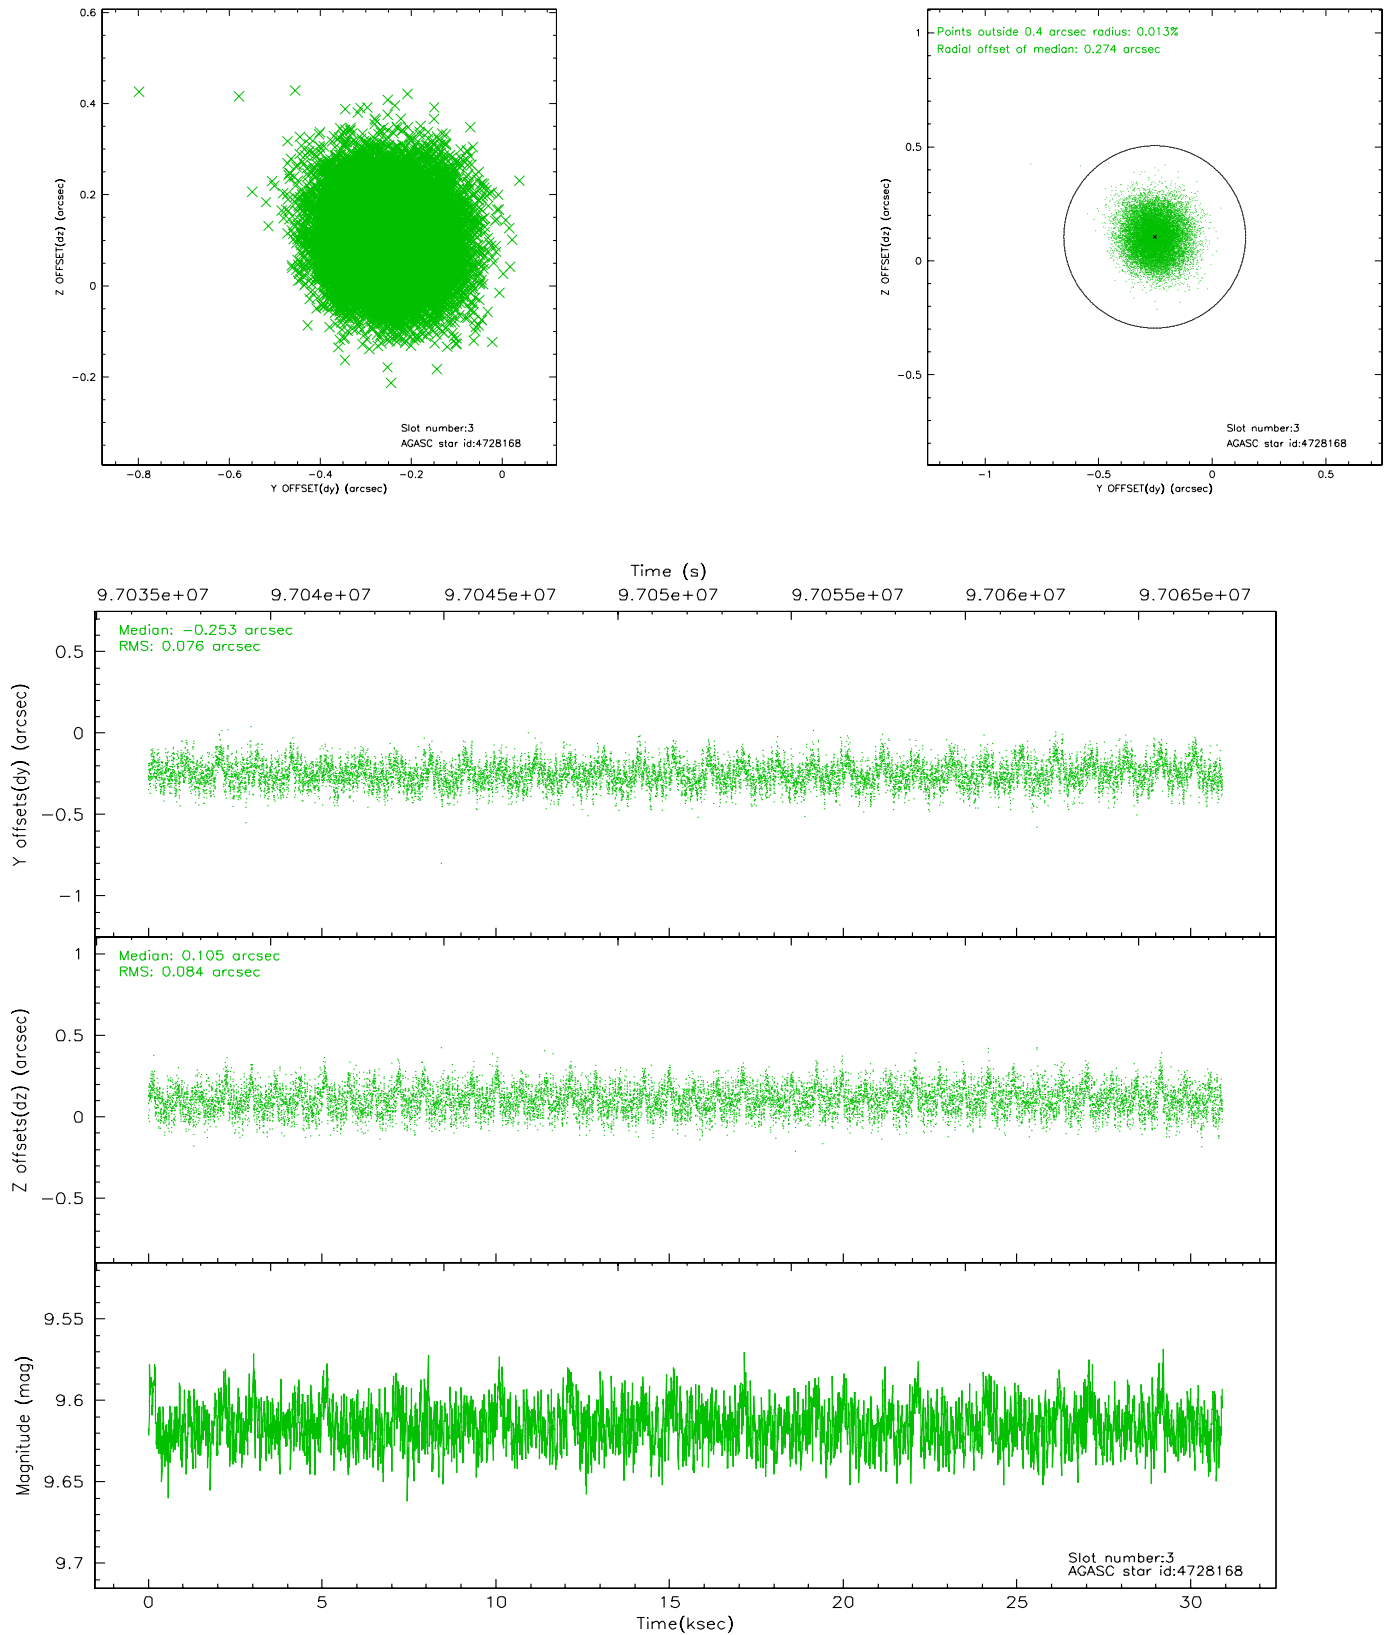 0.6
0.4
0.2
0
−0.2
Z OFFSET(dz) (arcsec)
Slot number:3
AGASC star id:4728168
−0.8
−0.6
−0.4
−0.2
0
Y OFFSET(dy) (arcsec)
Points outside 0.4 arcsec radius: 0.013%
Radial offset of median: 0.274 arcsec
1
0.5
0
−0.5
Z OFFSET(dz) (arcsec)
Slot number:3
AGASC star id:4728168
−1
−0.5
0
0.5
Y OFFSET(dy) (arcsec)
Time (s)
9.7035e+07
9.704e+07
9.7045e+07
9.705e+07
9.7055e+07
9.706e+07
9.7065e+07
Median: −0.253 arcsec
RMS: 0.076 arcsec
0.5
0
−0.5
−1
Y offsets(dy) (arcsec)
Median: 0.105 arcsec
RMS: 0.084 arcsec
1
0.5
0
−0.5
Z offsets(dz) (arcsec)
9.55
9.6
9.65
9.7
Magnitude (mag)
Slot number:3
AGASC star id:4728168
0
5
10
15
20
25
30
Time(ksec)